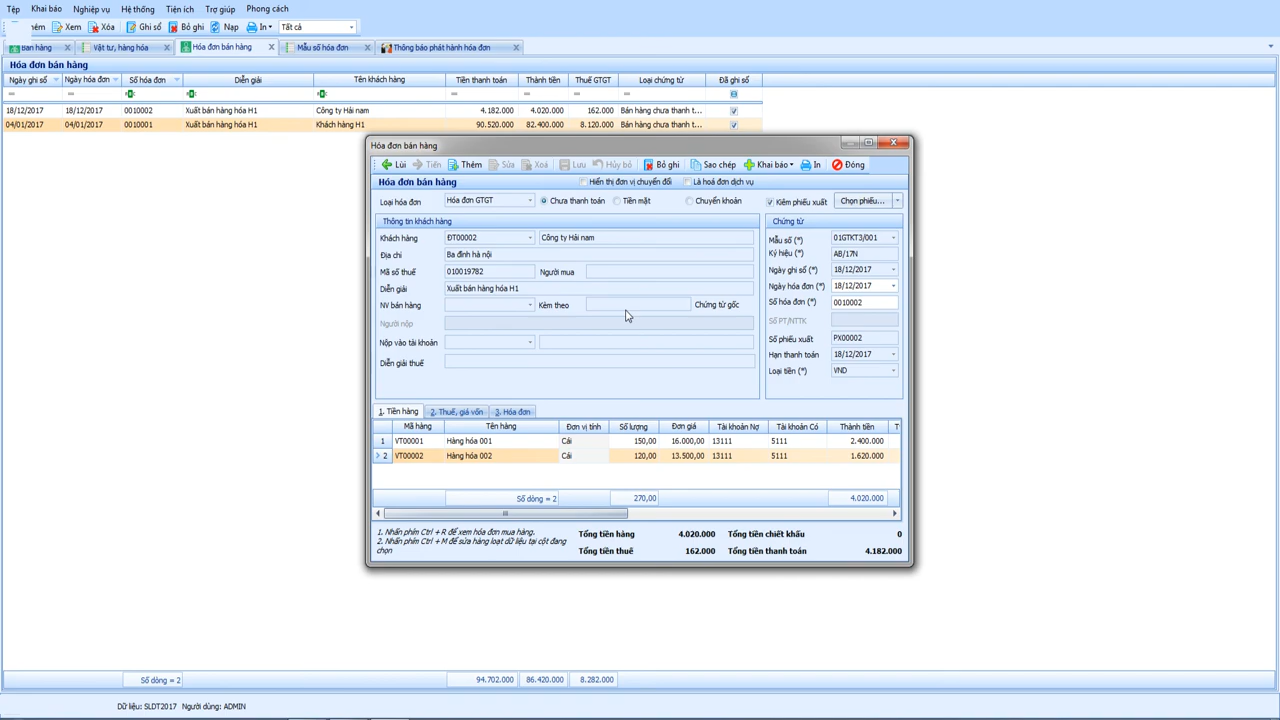 Tệp Khai báo Nghiệp vụ Hệ thống Tiện ích Trợ giúp Phong cách
Xem Xóa Ghi sổ Bỏ ghi Nạp In Tất cả
Bán hàng Vật tư, hàng hóa Hóa đơn bán hàng Mẫu số hóa đơn Thông báo phát hành hóa đơn
Hóa đơn bán hàng
Ngày ghi sổ Ngày hóa đơn Số hóa đơn Diễn giải Tên khách hàng Tiền thanh toán Thành tiền Thuế GTGT Loại chứng từ Đã ghi sổ
18/12/2017 18/12/2017 0010002 Xuất bán hàng hóa H1 Công ty Hải nam 4.182.000 4.020.000 162.000 Bán hàng chưa thanh t...
04/01/2017 04/01/2017 0010001 Xuất bán hàng hóa H1 Khách hàng H1 90.520.000 82.400.000 8.120.000 Bán hàng chưa thanh t...
Hóa đơn bán hàng
Lùi Tiến Thêm Sửa Xoá Lưu Hủy bỏ Bỏ ghi Sao chép Khai báo In Đóng
Hóa đơn bán hàng Hiển thị đơn vị chuyển đổi Là hoá đơn dịch vụ
Loại hóa đơn Hóa đơn GTGT Chưa thanh toán Tiền mặt Chuyển khoản Kiêm phiếu xuất Chọn phiếu...
Thông tin khách hàng Chứng từ
Khách hàng ĐT00002 Công ty Hải nam Mẫu số (*) 01GTKT3/001
Địa chỉ Ba đình hà nội Ký hiệu (*) AB/17N
Mã số thuế 010019782 Người mua Ngày ghi sổ (*) 18/12/2017
Diễn giải Xuất bán hàng hóa H1 Ngày hóa đơn (*) 18/12/2017
NV bán hàng Kèm theo Chứng từ gốc Số hóa đơn (*) 0010002
Người nộp Số PT/NTTK
Nộp vào tài khoản Số phiếu xuất PX00002
Diễn giải thuế Hạn thanh toán 18/12/2017
Loại tiền (*) VND
1. Tiền hàng 2. Thuế, giá vốn 3. Hóa đơn
Mã hàng Tên hàng Đơn vị tính Số lượng Đơn giá Tài khoản Nợ Tài khoản Có Thành tiền
1 VT00001 Hàng hóa 001 Cái 150,00 16.000,00 13111 5111 2.400.000
2 VT00002 Hàng hóa 002 Cái 120,00 13.500,00 13111 5111 1.620.000
Số dòng = 2 270,00 4.020.000
1. Nhấn phím Ctrl + R để xem hóa đơn mua hàng. Tổng tiền hàng 4.020.000 Tổng tiền chiết khấu 0
2. Nhấn phím Ctrl + M để sửa hàng loạt dữ liệu tại cột đang
chọn Tổng tiền thuế 162.000 Tổng tiền thanh toán 4.182.000
Số dòng = 2 94.702.000 86.420.000 8.282.000
Dữ liệu: SLDT2017 Người dùng: ADMIN